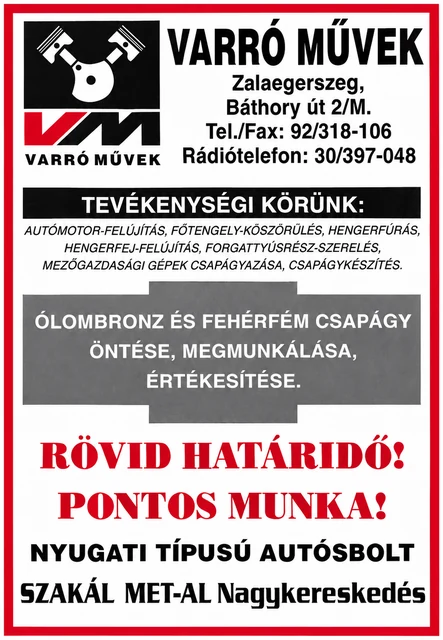 VARRÓ MŰVEK
Zalaegerszeg,
Báthory út 2/M.
Tel./Fax: 92/318-106
Rádiótelefon: 30/397-048
VM
VARRÓ MŰVEK
TEVÉKENYSÉGI KÖRÜNK:
AUTÓMOTOR-FELÚJÍTÁS, FŐTENGELY-KÖSZÖRÜLÉS, HENGERFÚRÁS,
HENGERFEJ-FELÚJÍTÁS, FORGATTYÚSRÉSZ-SZERELÉS,
MEZŐGAZDASÁGI GÉPEK CSAPÁGYAZÁSA, CSAPÁGYKÉSZÍTÉS.
ÓLOMBRONZ ÉS FEHÉRFÉM CSAPÁGY
ÖNTÉSE, MEGMUNKÁLÁSA,
ÉRTÉKESÍTÉSE.
RÖVID HATÁRIDŐ!
PONTOS MUNKA!
NYUGATI TÍPUSÚ AUTÓSBOLT
SZAKÁL MET-AL Nagykereskedés